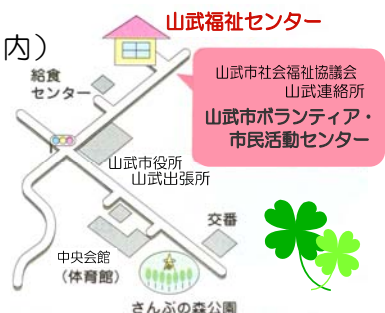 山武福祉センター
内）
給食
センター
山武市社会福祉協議会
山武連絡所
山武市ボランティア・
市民活動センター
山武市役所
山武出張所
交番
中央会館
（体育館）
さんぶの森公園